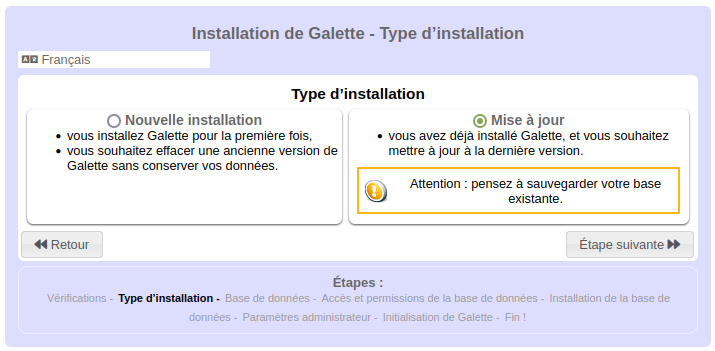 Installation de Galette - Type d'installation
Français
Type d'installation
Nouvelle installation
vous installez Galette pour la première fois,
vous souhaitez effacer une ancienne version de
Galette sans conserver vos données.
Mise à jour
vous avez déjà installé Galette, et vous souhaitez
mettre à jour à la dernière version.
Attention : pensez à sauvegarder votre base
existante.
Retour
Étape suivante
Étapes :
Vérifications - Type d'installation - Base de données - Accès et permissions de la base de données - Installation de la base de
données - Paramètres administrateur - Initialisation de Galette - Fin !